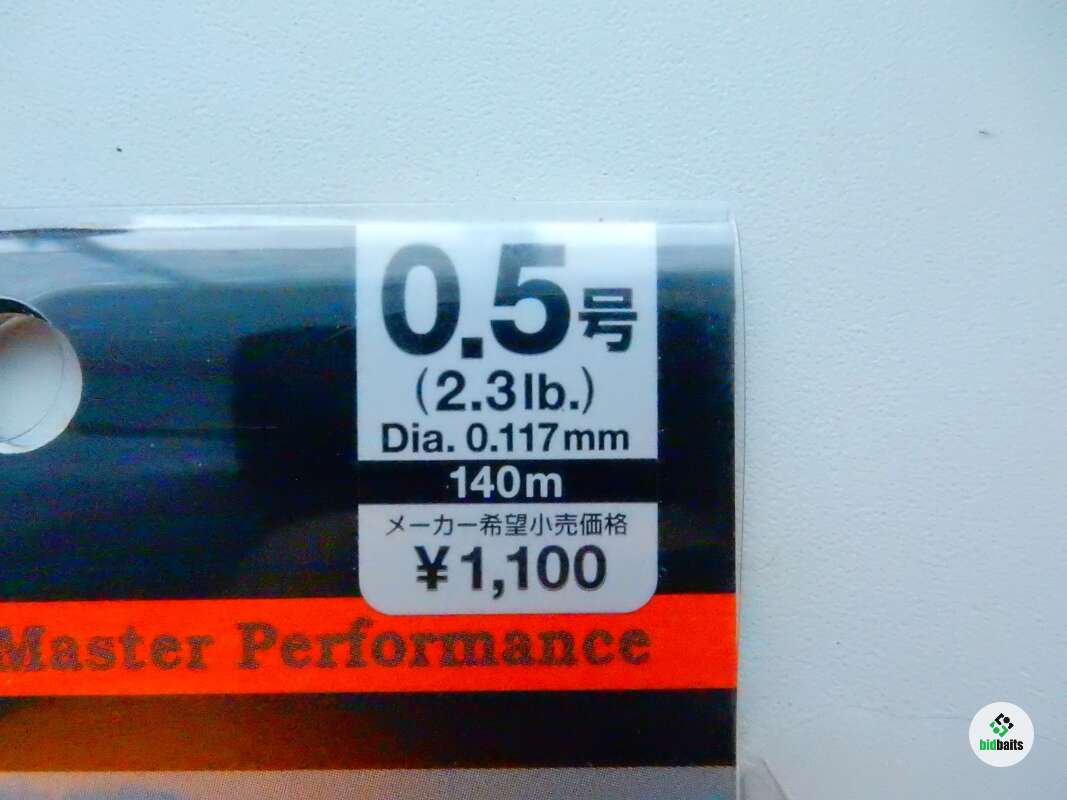 0.5号
(2.3lb.)
Dia. 0.117mm
140m
メーカー希望小売価格
¥1,100
Master Performance
bidbaits